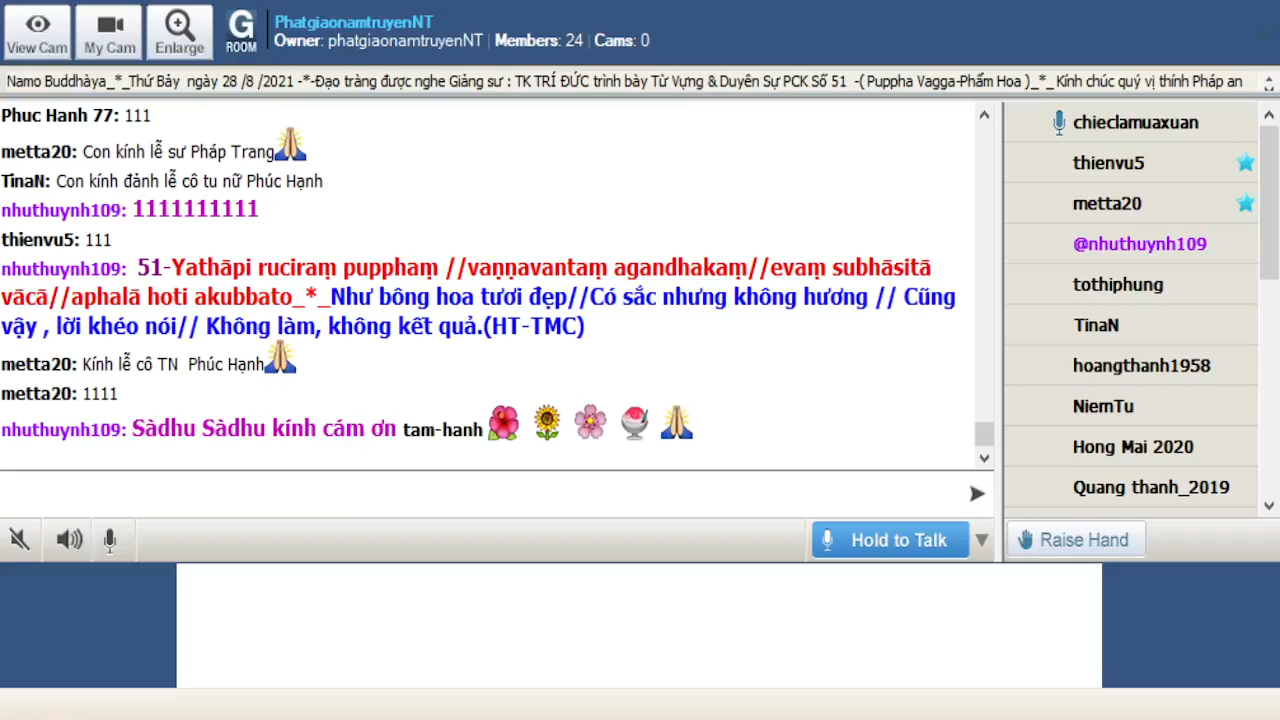 View Cam
My Cam
Enlarge
G
ROOM
PhatgiaonamtruyenNT
Owner: phatgiaonamtruyenNT | Members: 24 | Cams: 0
Namo Buddhàya_*_Thứ Bảy ngày 28 /8 /2021 -*-Đạo tràng được nghe Giảng sư : TK TRÍ ĐỨC trình bày Từ Vựng & Duyên Sự PCK Số 51 -( Puppha Vagga-Phẩm Hoa )_*_Kính chúc quý vị thính Pháp an
Phuc Hanh 77: 111
metta20: Con kính lễ sư Pháp Trang
TinaN: Con kính đảnh lễ cô tu nữ Phúc Hạnh
nhuthuynh109: 1111111111
thienvu5: 111
nhuthuynh109: 51-Yathāpi ruciraṃ pupphaṃ //vaṇṇavantaṃ agandhakaṃ//evaṃ subhāsitā
vācā//aphalā hoti akubbato_*_Như bông hoa tươi đẹp//Có sắc nhưng không hương // Cũng
vậy , lời khéo nói// Không làm, không kết quả.(HT-TMC)
metta20: Kính lễ cô TN Phúc Hạnh
metta20: 1111
nhuthuynh109: Sàdhu Sàdhu kính cám ơn tam-hanh
Hold to Talk
chieclamuaxuan
thienvu5
metta20
@nhuthuynh109
tothiphung
TinaN
hoangthanh1958
NiemTu
Hong Mai 2020
Quang thanh_2019
Raise Hand